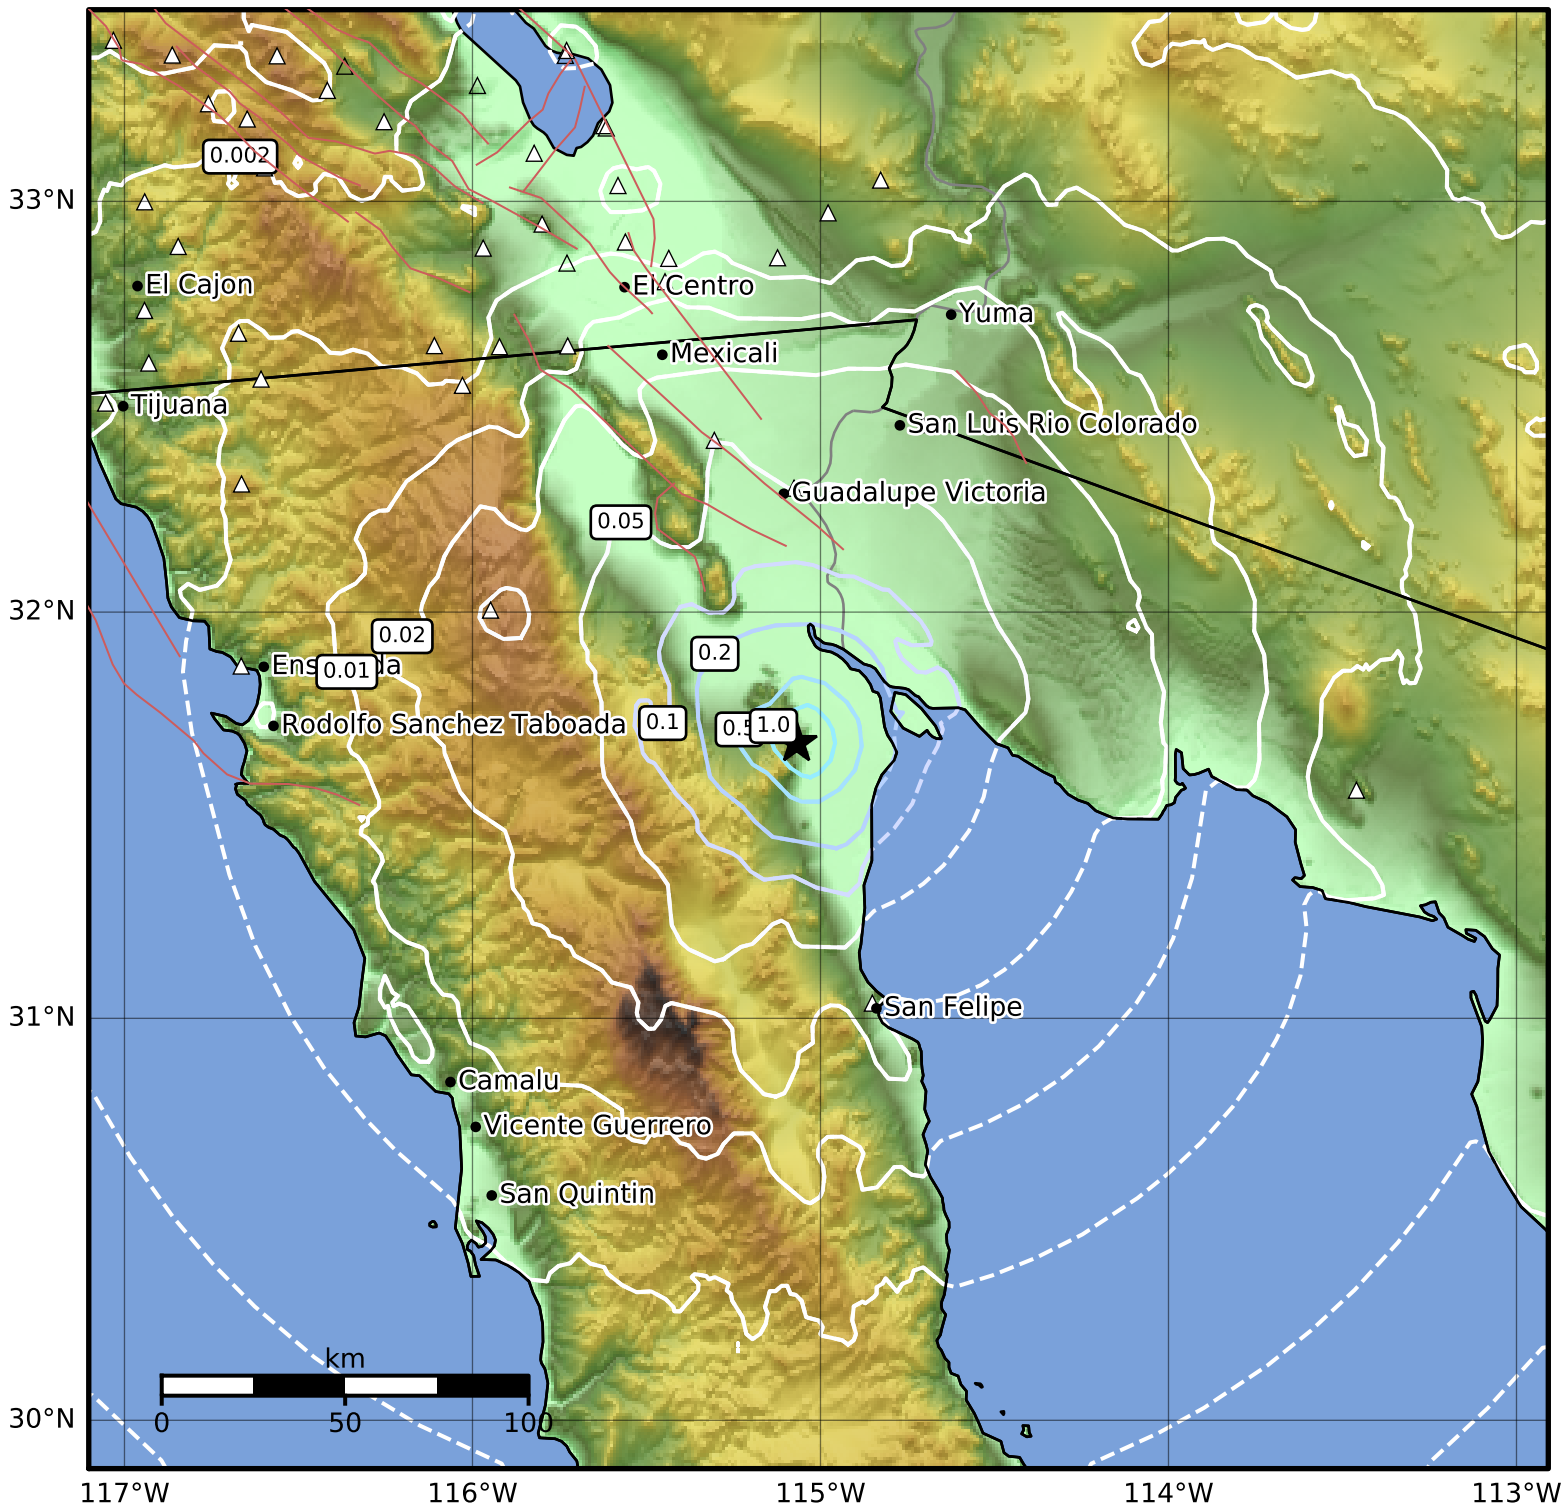 0.002
33°N
El Cajon
El Centro
Yuma
Mexicali
Tijuana
San Luis Rio Colorado
Guadalupe Victoria
0.05
32°N
0.02
0.2
0.01
Rodolfo Sanchez Taboada
0.1
0.5
1.0
31°N
San Felipe
Camalu
Vicente Guerrero
San Quintin
km
0 50 100
30°N
117°W 116°W 115°W 114°W 113°W